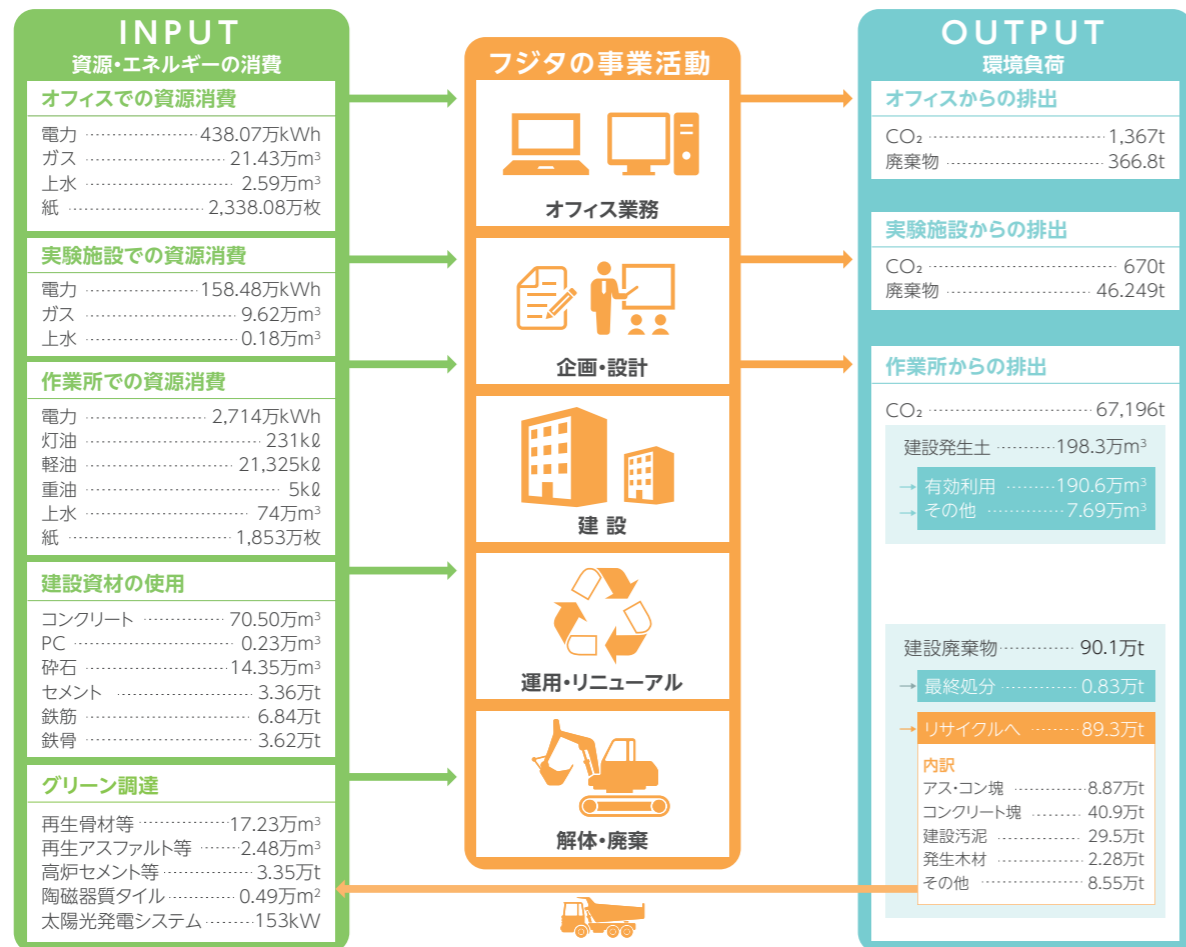 INPUT
資源・エネルギーの消費
オフィスでの資源消費
電力 438.07万kWh
ガス 21.43万m³
上水 2.59万m³
紙 2,338.08万枚
実験施設での資源消費
電力 158.48万kWh
ガス 9.62万m³
上水 0.18万m³
作業所での資源消費
電力 2,714万kWh
灯油 231kℓ
軽油 21,325kℓ
重油 5kℓ
上水 74万m³
紙 1,853万枚
建設資材の使用
コンクリート 70.50万m³
PC 0.23万m³
砕石 14.35万m³
セメント 3.36万t
鉄筋 6.84万t
鉄骨 3.62万t
グリーン調達
再生骨材等 17.23万m³
再生アスファルト等 2.48万m³
高炉セメント等 3.35万t
陶磁器質タイル 0.49万m²
太陽光発電システム 153kW
フジタの事業活動
オフィス業務
企画・設計
建設
運用・リニューアル
解体・廃棄
OUTPUT
環境負荷
オフィスからの排出
CO₂ 1,367t
廃棄物 366.8t
実験施設からの排出
CO₂ 670t
廃棄物 46.249t
作業所からの排出
CO₂ 67,196t
建設発生土 198.3万m³
有効利用 190.6万m³
その他 7.69万m³
建設廃棄物 90.1万t
最終処分 0.83万t
リサイクルへ 89.3万t
内訳
アス・コン塊 8.87万t
コンクリート塊 40.9万t
建設汚泥 29.5万t
発生木材 2.28万t
その他 8.55万t